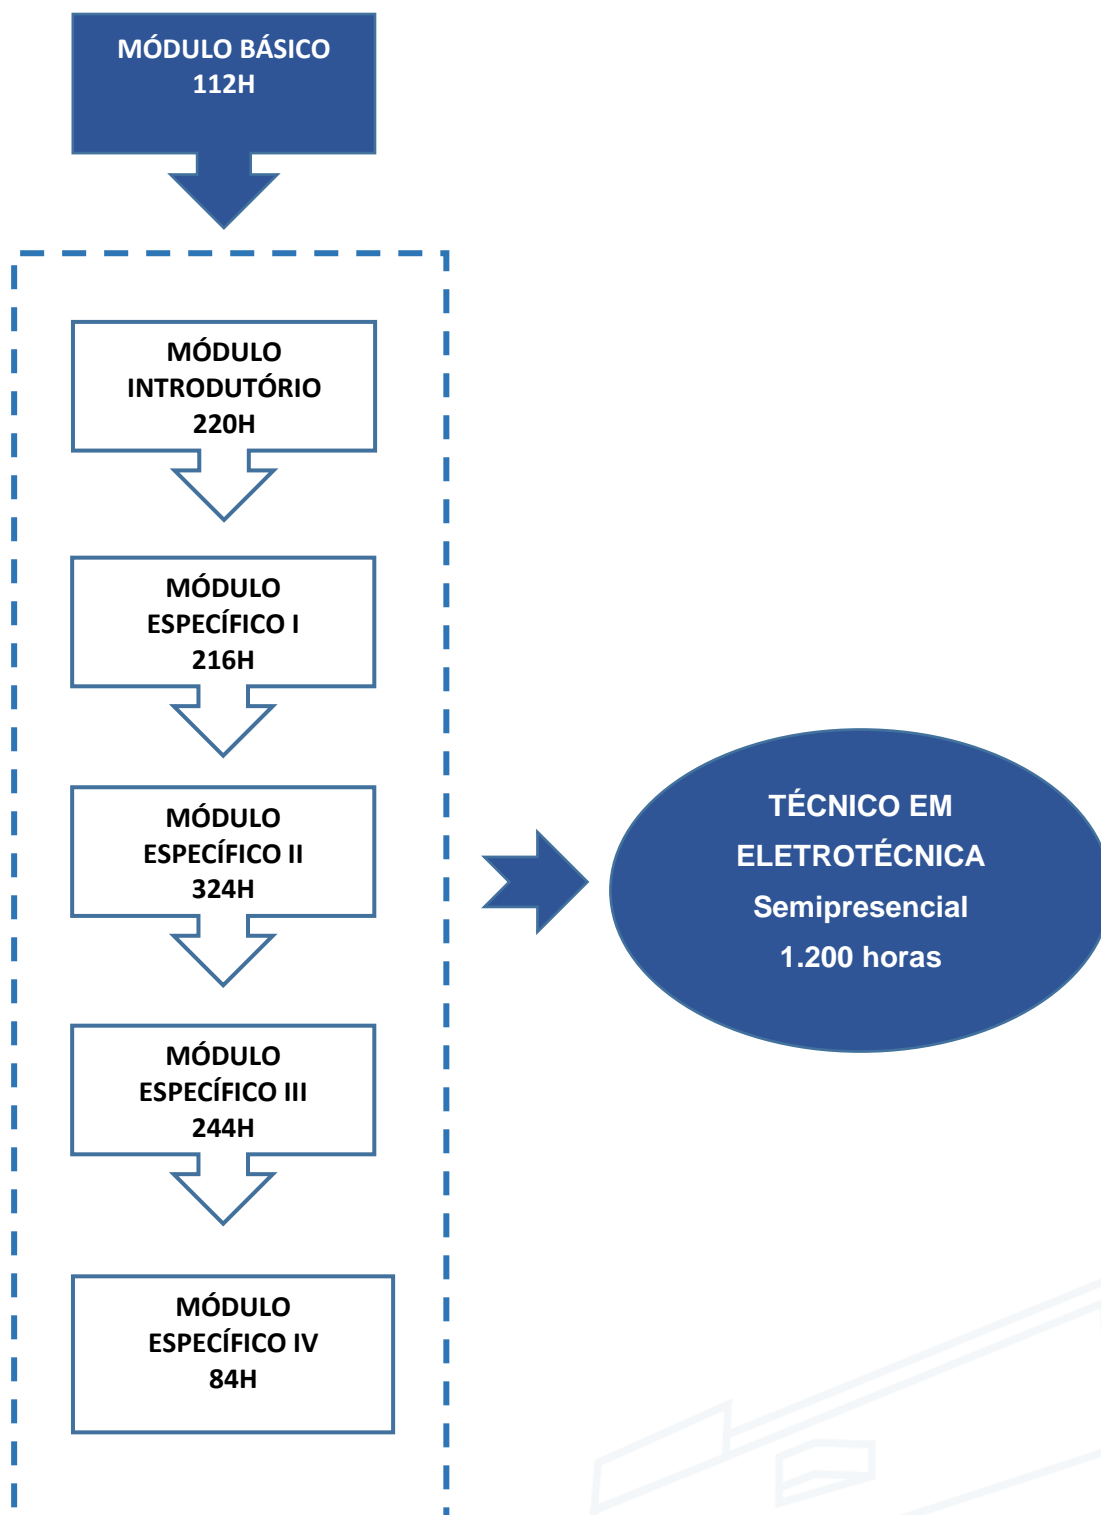 MÓDULO BÁSICO
112H
MÓDULO
INTRODUTÓRIO
220H
MÓDULO
ESPECÍFICO I
216H
MÓDULO
ESPECÍFICO II
324H
MÓDULO
ESPECÍFICO III
244H
MÓDULO
ESPECÍFICO IV
84H
TÉCNICO EM
ELETROTÉCNICA
Semipresencial
1.200 horas